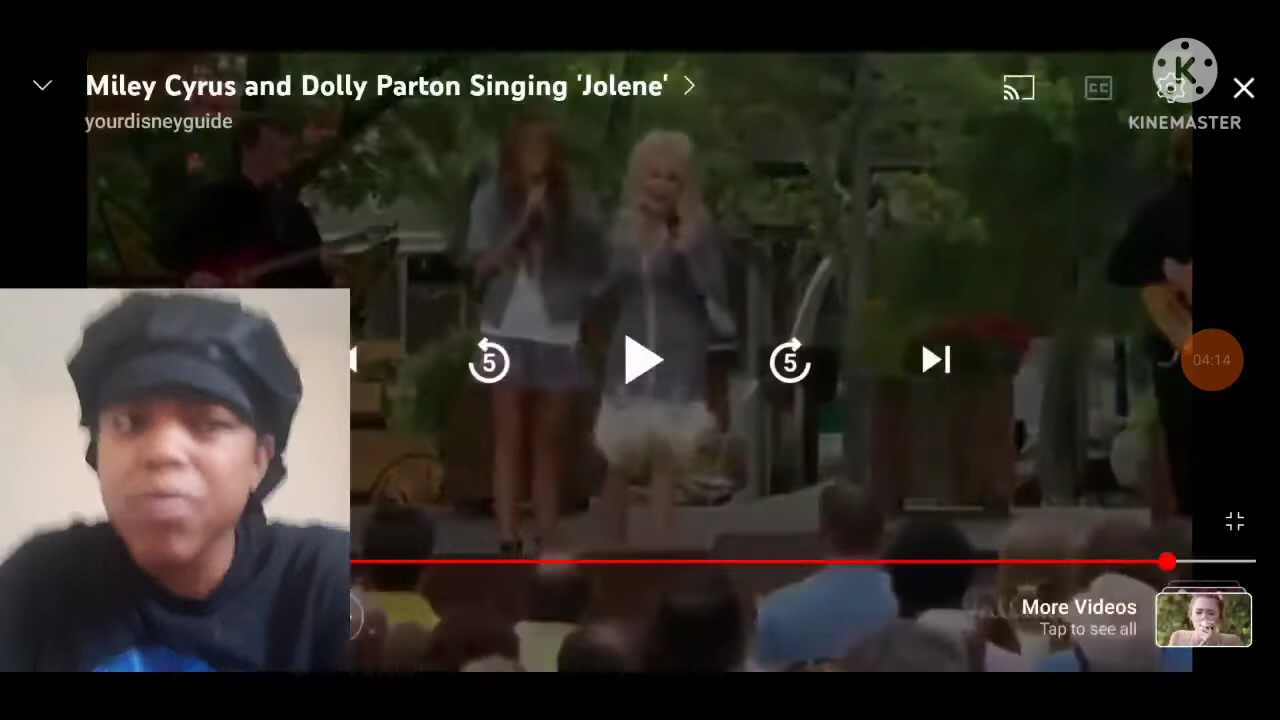 Miley Cyrus and Dolly Parton Singing 'Jolene'
yourdisneyguide
CC
K
KINEMASTER
5
5
04:14
More Videos
Tap to see all